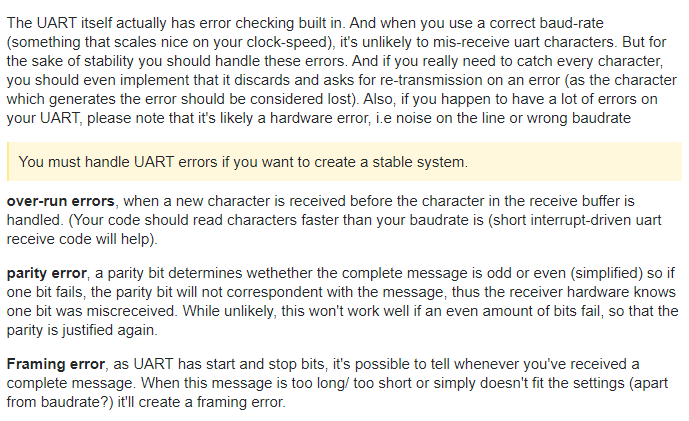 The UART itself actually has error checking built in. And when you use a correct baud-rate
(something that scales nice on your clock-speed), it's unlikely to mis-receive uart characters. But for
the sake of stability you should handle these errors. And if you really need to catch every character,
you should even implement that it discards and asks for re-transmission on an error (as the character
which generates the error should be considered lost). Also, if you happen to have a lot of errors on
your UART, please note that it's likely a hardware error, i.e noise on the line or wrong baudrate
You must handle UART errors if you want to create a stable system.
over-run errors, when a new character is received before the character in the receive buffer is
handled. (Your code should read characters faster than your baudrate is (short interrupt-driven uart
receive code will help).
parity error, a parity bit determines wethether the complete message is odd or even (simplified) so if
one bit fails, the parity bit will not correspondent with the message, thus the receiver hardware knows
one bit was miscreceived. While unlikely, this won't work well if an even amount of bits fail, so that the
parity is justified again.
Framing error, as UART has start and stop bits, it's possible to tell whenever you've received a
complete message. When this message is too long/ too short or simply doesn't fit the settings (apart
from baudrate?) it'll create a framing error.